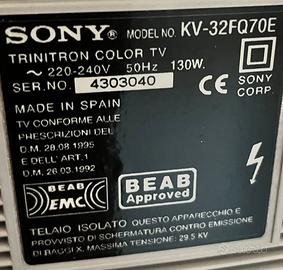 SONY MODEL NO. KV-32FQ70E
TRINITRON COLOR TV
~ 220-240V 50Hz 130W.
SER.NO. 4303040
SONY
CORP.
MADE IN SPAIN
TV CONFORME ALLE
PRESCRIZIONI DEL
D.M. 28.08 1995
E DELL' ART.1
D.M. 26.03 1992
BEAB
EMC
BEAB
Approved
TELAIO ISOLATO QUESTO APPARECCHIO E
PROVVISTO DI SCHERMATURA CONTRO EMISSIONE
DI RAGGI X. MASSIMA TENSIONE: 29.5 KV